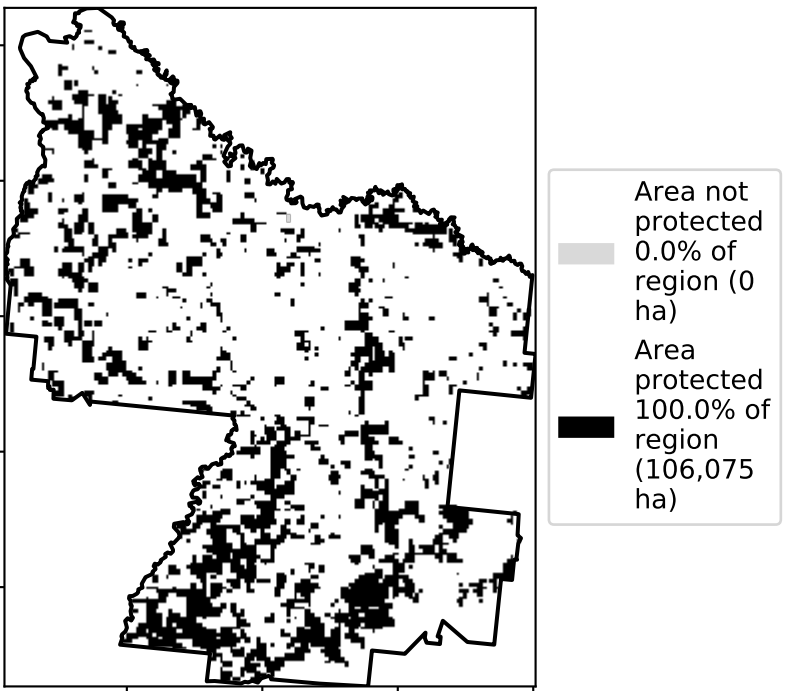 Area not
protected
0.0% of
region (0
ha)
Area
protected
100.0% of
region
(106,075
ha)